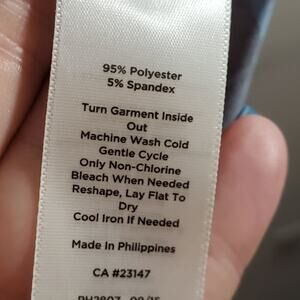 95% Polyester
5% Spandex
Turn Garment Inside
Out
Machine Wash Cold
Gentle Cycle
Only Non-Chlorine
Bleach When Needed
Reshape, Lay Flat To
Dry
Cool Iron If Needed
Made In Philippines
CA #23147